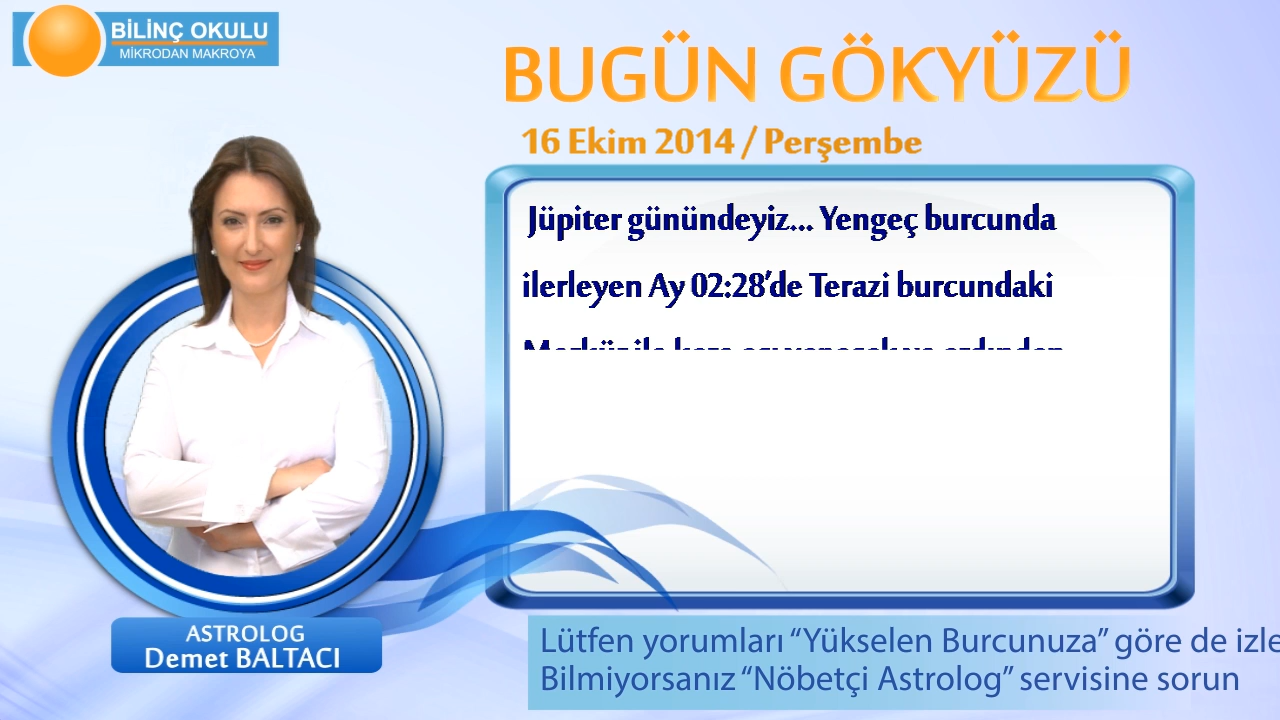 BİLİNÇ OKULU
MİKRODAN MAKROYA
BUGÜN GÖKYÜZÜ
16 Ekim 2014 / Perşembe
Jüpiter günündeyiz... Yengeç burcunda
ilerleyen Ay 02:28'de Terazi burcundaki
ASTROLOG
Demet BALTACI
Lütfen yorumları “Yükselen Burcunuza” göre de izle
Bilmiyorsanız “Nöbetçi Astrolog” servisine sorun